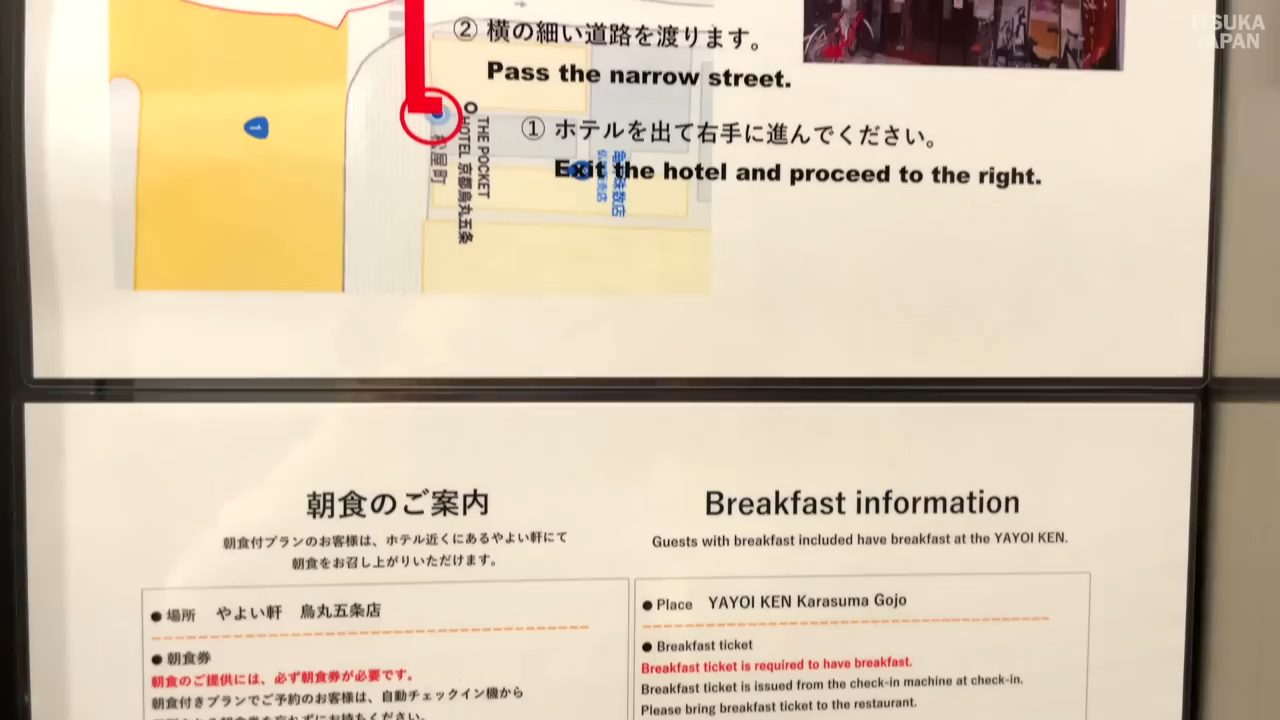 ITSUKA
JAPAN
② 横の細い道路を渡ります。
Pass the narrow street.
① ホテルを出て右手に進んでください。
Exit the hotel and proceed to the right.
1
THE POCKET
HOTEL 京都烏丸五条
松屋町
朝食のご案内
朝食付プランのお客様は、ホテル近くにあるやよい軒にて
朝食をお召し上がりいただけます。
●場所 やよい軒 烏丸五条店
●朝食券
朝食のご提供には、必ず朝食券が必要です。
朝食付きプランでご予約のお客様は、自動チェックイン機から
Breakfast information
Guests with breakfast included have breakfast at the YAYOI KEN.
●Place YAYOI KEN Karasuma Gojo
●Breakfast ticket
Breakfast ticket is required to have breakfast.
Breakfast ticket is issued from the check-in machine at check-in.
Please bring breakfast ticket to the restaurant.